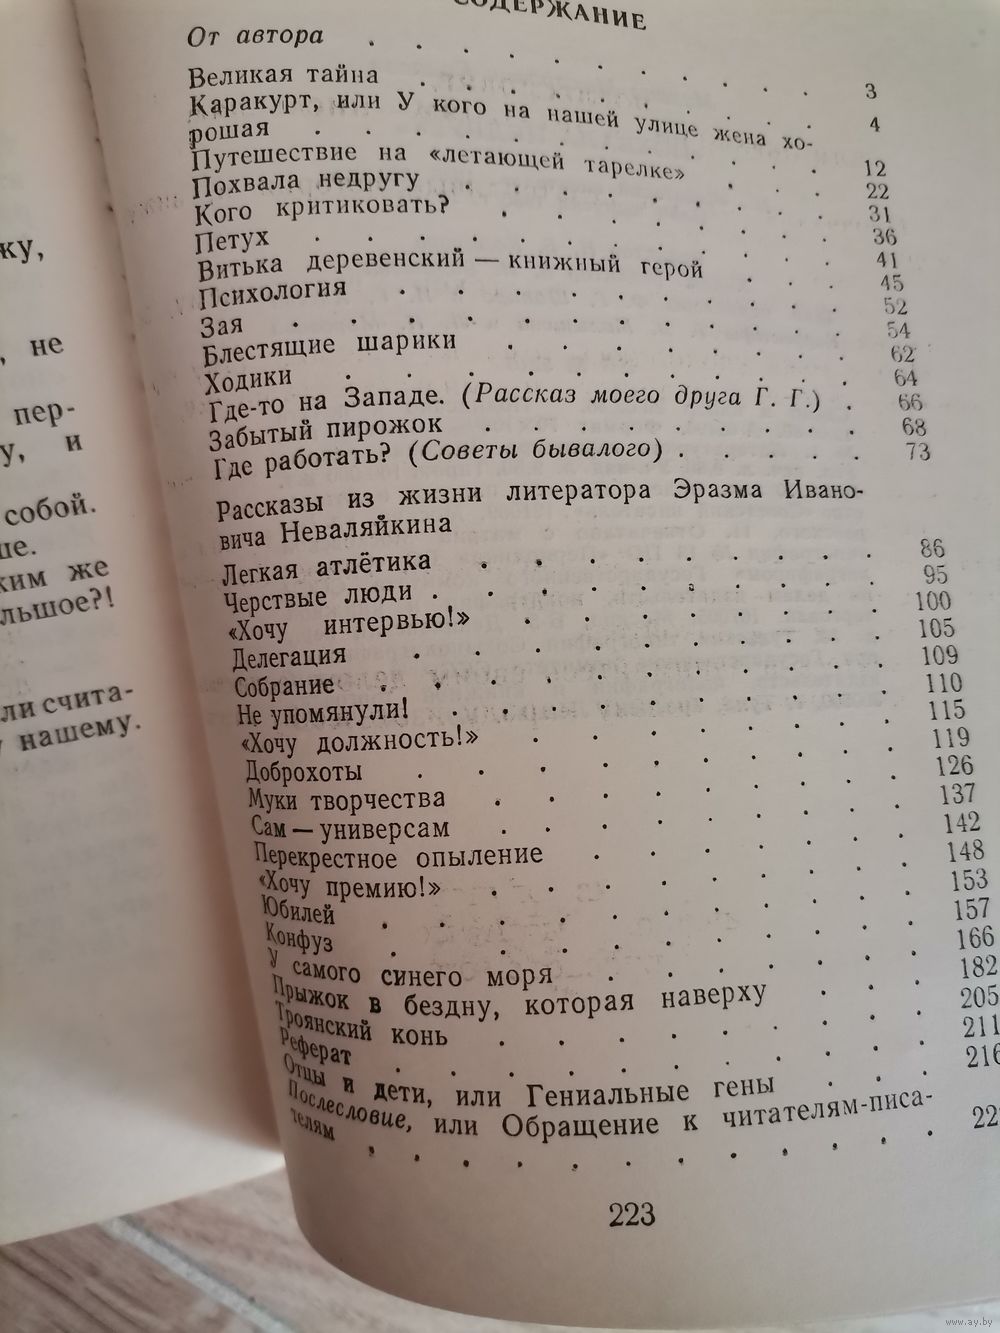 жу,
, не
пер-
у, и
собой.
ше.
ким же
льшое?!
ли счита-
нашему.
СОДЕРЖАНИЕ
От автора . . . . . . . . 3
Великая тайна . . . . . . . 4
Каракурт, или У кого на нашей улице жена хо-
рошая . . . . . . . . . 12
Путешествие на «летающей тарелке» . . . 22
Похвала недругу . . . . . . . 31
Кого критиковать? . . . . . . 36
Петух . . . . . . . . . 41
Витька деревенский — книжный герой . . . 45
Психология . . . . . . . . 52
Зая . . . . . . . . . . 54
Блестящие шарики . . . . . . 62
Ходики . . . . . . . . . 64
Где-то на Западе. (Рассказ моего друга Г. Г.) . 66
Забытый пирожок . . . . . . . 68
Где работать? (Советы бывалого) . . . . 73
Рассказы из жизни литератора Эразма Ивано-
вича Неваляйкина
Легкая атлётика . . . . . . . 86
Черствые люди . . . . . . . . 95
«Хочу интервью!» . . . . . . . 100
Делегация . . . . . . . . 105
Собрание . . . . . . . . 109
Не упомянули! . . . . . . . 110
«Хочу должность!» . . . . . . 115
Доброхоты . . . . . . . . 119
Муки творчества . . . . . . . 126
Сам — универсам . . . . . . . 137
Перекрестное опыление . . . . . 142
«Хочу премию!» . . . . . . . 148
Юбилей . . . . . . . . . 153
Конфуз . . . . . . . . . 157
У самого синего моря . . . . . . 166
Прыжок в бездну, которая наверху . . . 182
Троянский конь . . . . . . . 205
Реферат . . . . . . . . . 211
Отцы и дети, или Гениальные гены . . . 216
Послесловие, или Обращение к читателям-писа-
телям . . . . . . . . . . 22
223
www.ay.by